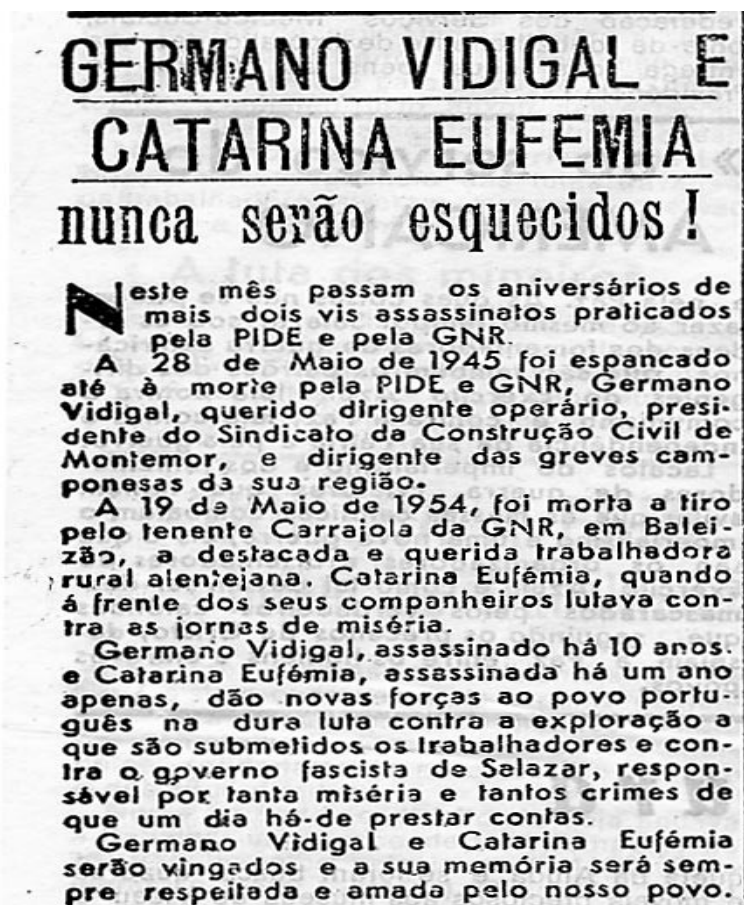 GERMANO VIDIGAL E
CATARINA EUFEMIA
nunca serão esquecidos !
Neste mês passam os aniversários de
mais dois vis assassinatos praticados
pela PIDE e pela GNR.
A 28 de Maio de 1945 foi espancado
até à morte pela PIDE e GNR, Germano
Vidigal, querido dirigente operário, presi-
dente do Sindicato da Construção Civil de
Montemor, e dirigente das greves cam-
ponesas da sua região.
A 19 de Maio de 1954, foi morta a tiro
pelo tenente Carrajola da GNR, em Balei-
zão, a destacada e querida trabalhadora
rural alentejana. Catarina Eufémia, quando
á frente dos seus companheiros lutava con-
tra as jornas de miséria.
Germano Vidigal, assassinado há 10 anos.
e Catarina Eufémia, assassinada há um ano
apenas, dão novas forças ao povo portu-
guês na dura luta contra a exploração a
que são submetidos os trabalhadores e con-
tra o governo fascista de Salazar, respon-
sável por tanta miséria e tantos crimes de
que um dia há-de prestar contas.
Germano Vidigal e Catarina Eufémia
serão vingados e a sua memória será sem-
pre respeitada e amada pelo nosso povo.